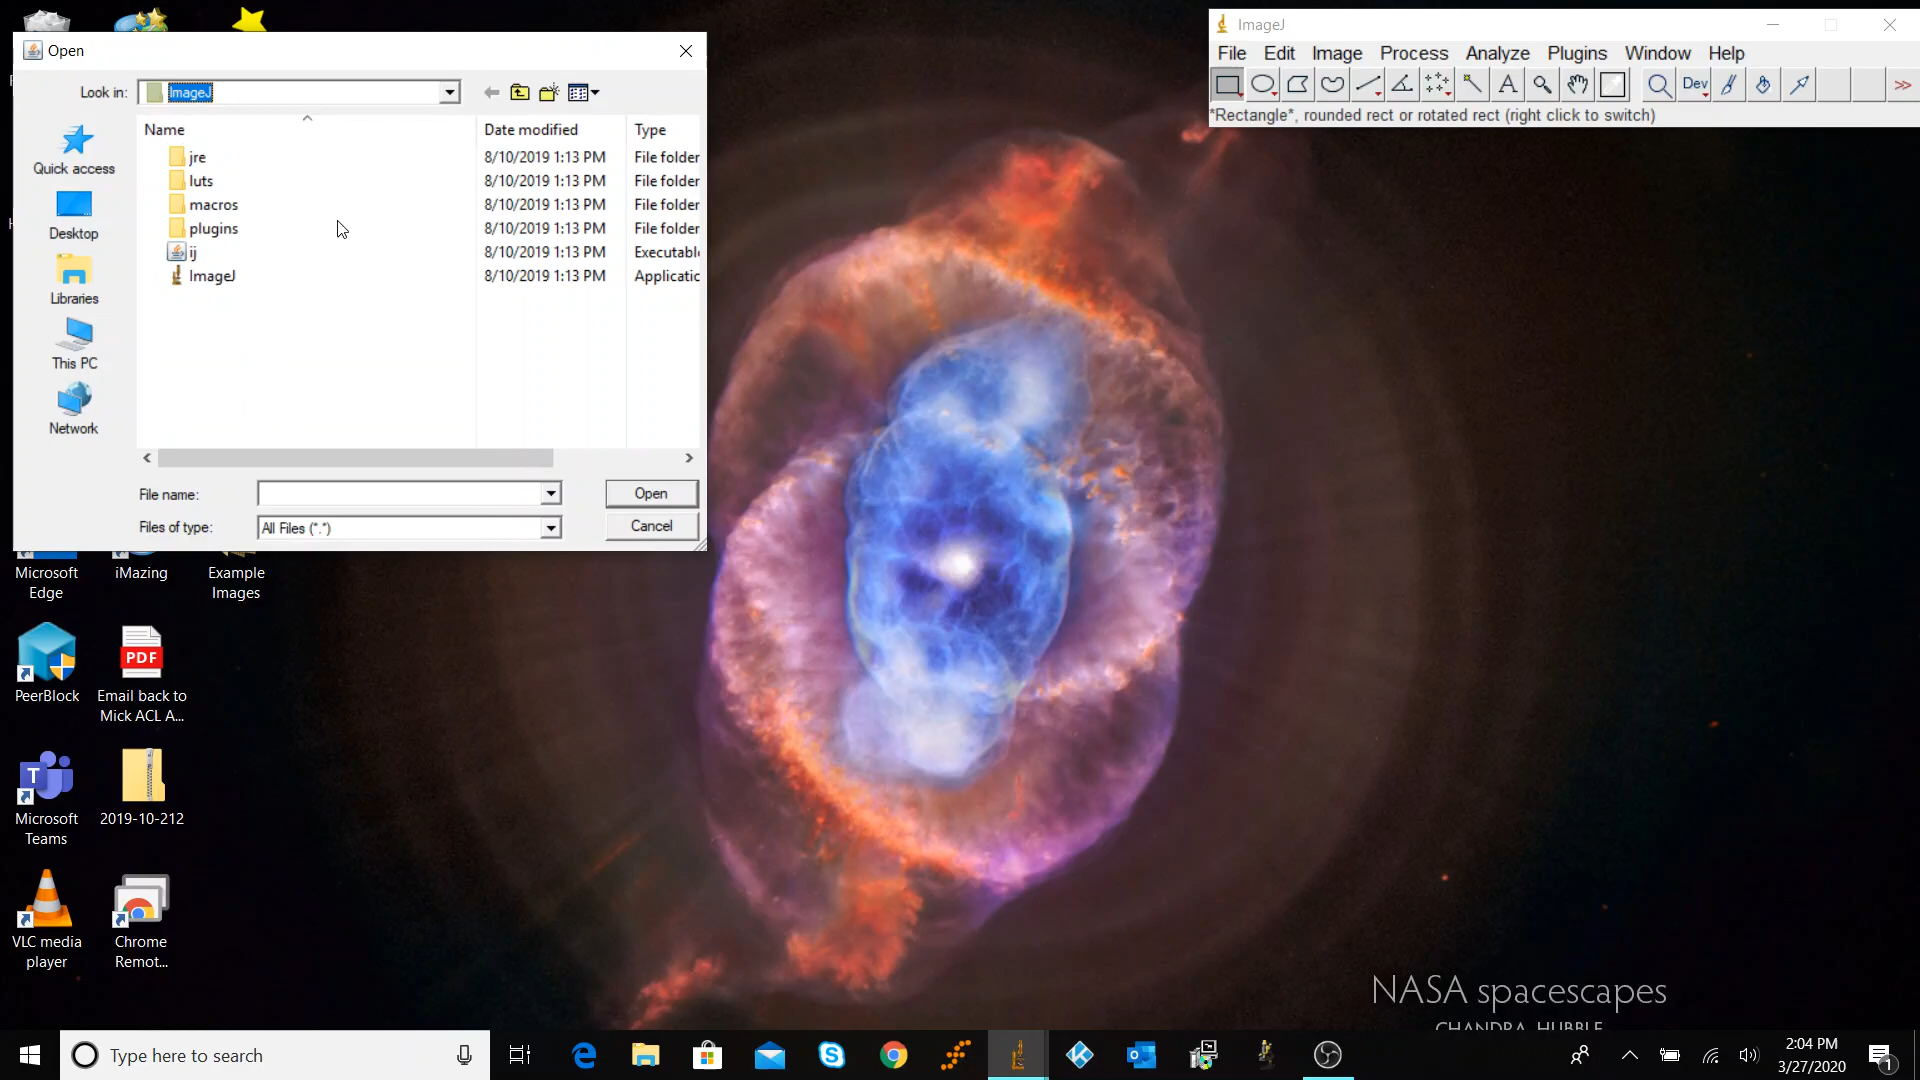 Open
Look in:
ImageJ
Name
Date modified
Type
jre
8/10/2019 1:13 PM
File folder
luts
8/10/2019 1:13 PM
File folder
macros
8/10/2019 1:13 PM
File folder
plugins
8/10/2019 1:13 PM
File folder
ij
8/10/2019 1:13 PM
Executabl
ImageJ
8/10/2019 1:13 PM
Applicatic
Quick access
Desktop
Libraries
This PC
Network
File name:
Open
Files of type:
All Files (*.*)
Cancel
ImageJ
File Edit Image Process Analyze Plugins Window Help
A
Dev
>>
*Rectangle*, rounded rect or rotated rect (right click to switch)
Microsoft
Edge
iMazing
Example
Images
PeerBlock
PDF
Email back to
Mick ACL A...
T
Microsoft
Teams
2019-10-212
VLC media
player
Chrome
Remot...
NASA spacescapes
CHANDRA, HUBBLE
Type here to search
2:04 PM
3/27/2020
1